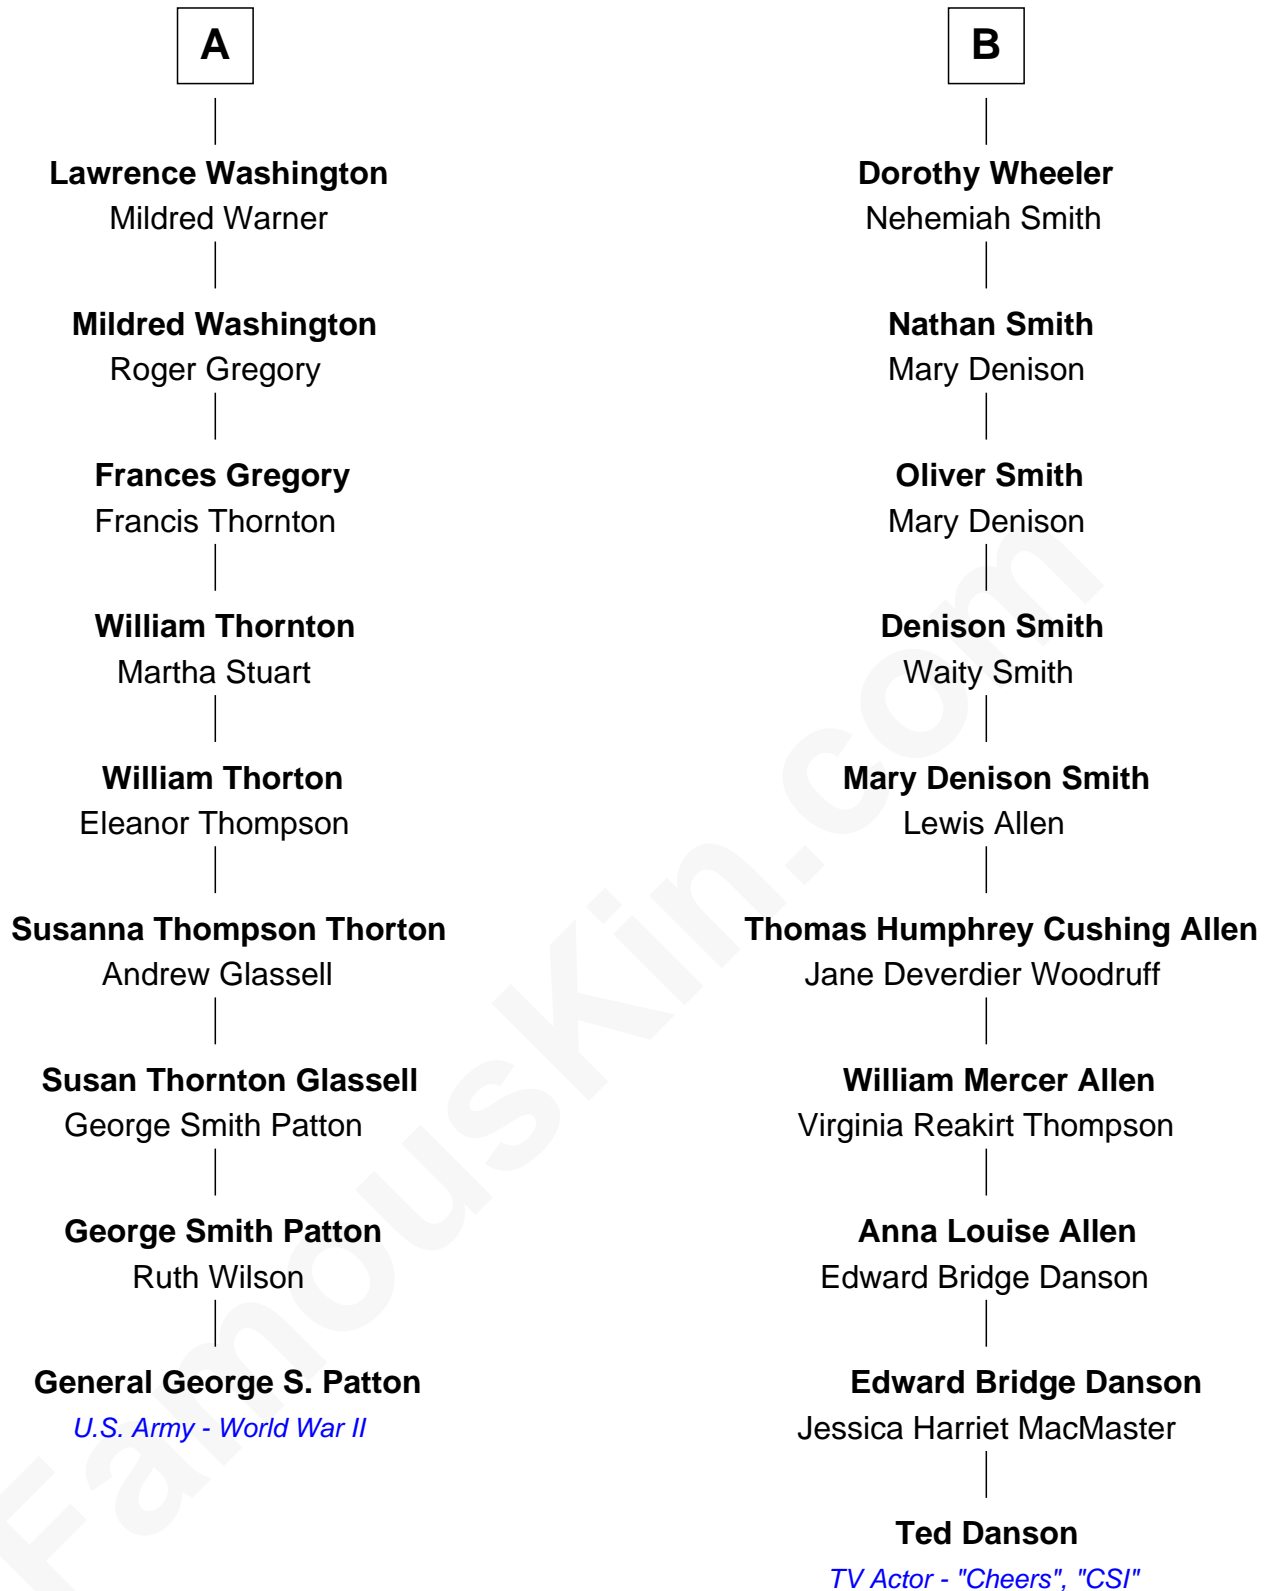 A
Lawrence Washington
Mildred Warner
Mildred Washington
Roger Gregory
Frances Gregory
Francis Thornton
William Thornton
Martha Stuart
William Thorton
Eleanor Thompson
Susanna Thompson Thorton
Andrew Glassell
Susan Thornton Glassell
George Smith Patton
George Smith Patton
Ruth Wilson
General George S. Patton
U.S. Army - World War II
B
Dorothy Wheeler
Nehemiah Smith
Nathan Smith
Mary Denison
Oliver Smith
Mary Denison
Denison Smith
Waity Smith
Mary Denison Smith
Lewis Allen
Thomas Humphrey Cushing Allen
Jane Deverdier Woodruff
William Mercer Allen
Virginia Reakirt Thompson
Anna Louise Allen
Edward Bridge Danson
Edward Bridge Danson
Jessica Harriet MacMaster
Ted Danson
TV Actor - "Cheers", "CSI"
FamousKin.com